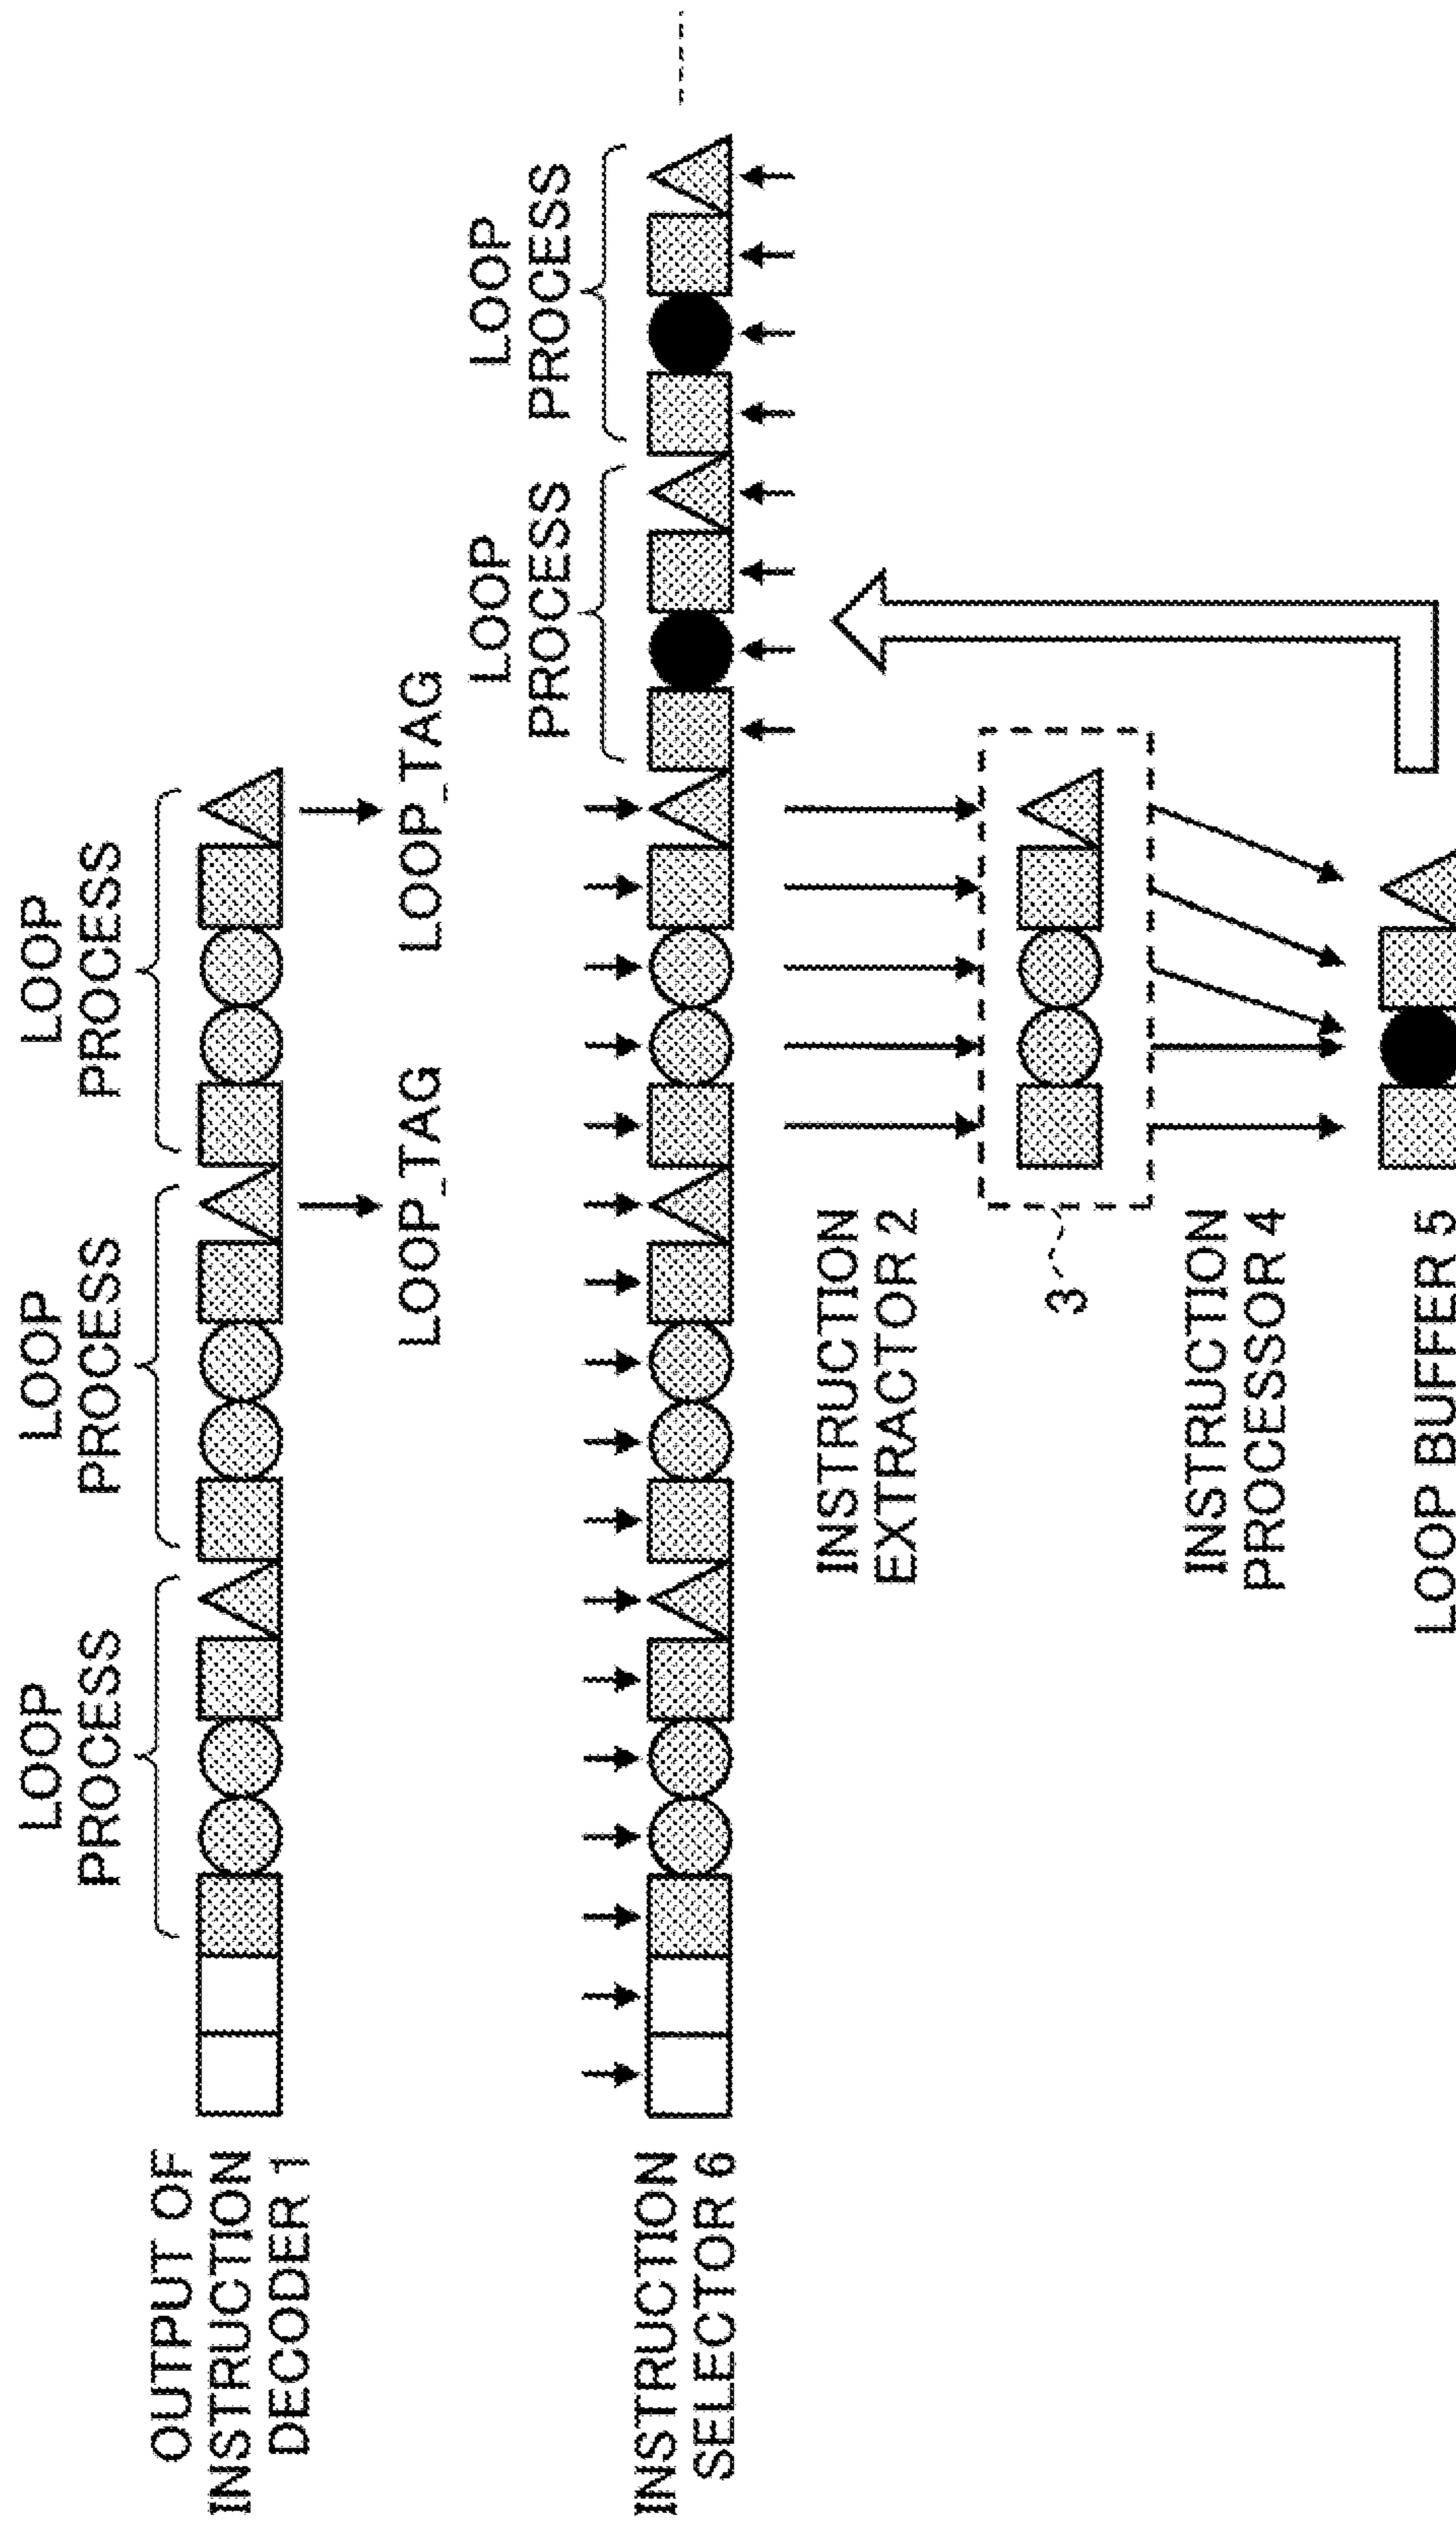 LOOP
PROCESS
LOOP
PROCESS
LOOP
PROCESS
OUTPUT OF
INSTRUCTION
DECODER 1
LOOP_TAG
LOOP_TAG
LOOP
PROCESS
LOOP
PROCESS
INSTRUCTION
SELECTOR 6
INSTRUCTION
EXTRACTOR 2
3
INSTRUCTION
PROCESSOR 4
LOOP BUFFER 5